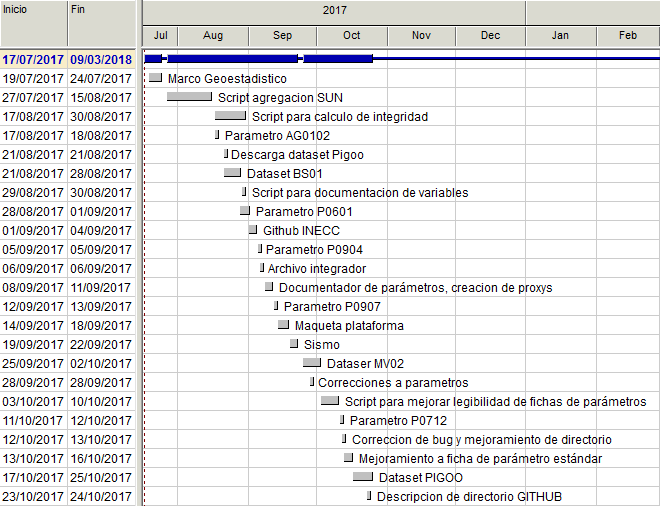 Inicio Fin 2017
Jul Aug Sep Oct Nov Dec Jan Feb
17/07/2017 09/03/2018
19/07/2017 24/07/2017 Marco Geoestadistico
27/07/2017 15/08/2017 Script agregacion SUN
17/08/2017 30/08/2017 Script para calculo de integridad
17/08/2017 18/08/2017 Parametro AG0102
21/08/2017 21/08/2017 Descarga dataset Pigoo
21/08/2017 28/08/2017 Dataset BS01
29/08/2017 30/08/2017 Script para documentacion de variables
28/08/2017 01/09/2017 Parametro P0601
01/09/2017 04/09/2017 Github INECC
05/09/2017 05/09/2017 Parametro P0904
06/09/2017 06/09/2017 Archivo integrador
08/09/2017 11/09/2017 Documentador de parámetros, creacion de proxys
12/09/2017 13/09/2017 Parametro P0907
14/09/2017 18/09/2017 Maqueta plataforma
19/09/2017 22/09/2017 Sismo
25/09/2017 02/10/2017 Dataser MV02
28/09/2017 28/09/2017 Correcciones a parametros
03/10/2017 10/10/2017 Script para mejorar legibilidad de fichas de parámetros
11/10/2017 12/10/2017 Parametro P0712
12/10/2017 13/10/2017 Correccion de bug y mejoramiento de directorio
13/10/2017 16/10/2017 Mejoramiento a ficha de parámetro estándar
17/10/2017 25/10/2017 Dataset PIGOO
23/10/2017 24/10/2017 Descripcion de directorio GITHUB